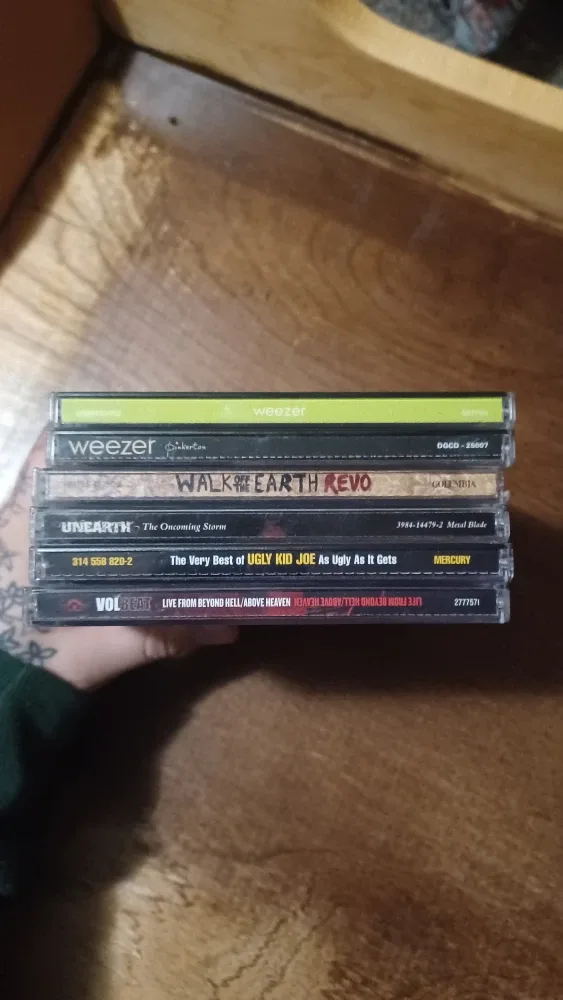 weezer
weezer Pinkerton DGCD - 25007
WALK OFF THE EARTH REVO COLUMBIA
UNEARTH - The Oncoming Storm 3984-14479-2 Metal Blade
314 558 820-2 The Very Best of UGLY KID JOE As Ugly As It Gets MERCURY
VOLBEAT LIVE FROM BEYOND HELL/ABOVE HEAVEN LIVE FROM BEYOND HELL/ABOVE HEAVEN 2777571